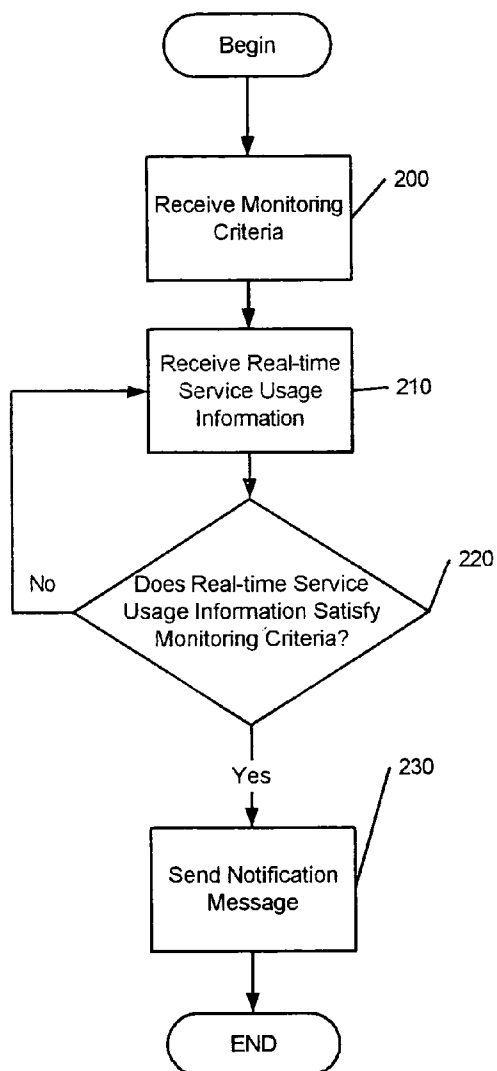 Begin
200
Receive Monitoring
Criteria
Receive Real-time
Service Usage
Information
210
220
No
Does Real-time Service
Usage Information Satisfy
Monitoring Criteria?
Yes
230
Send Notification
Message
END